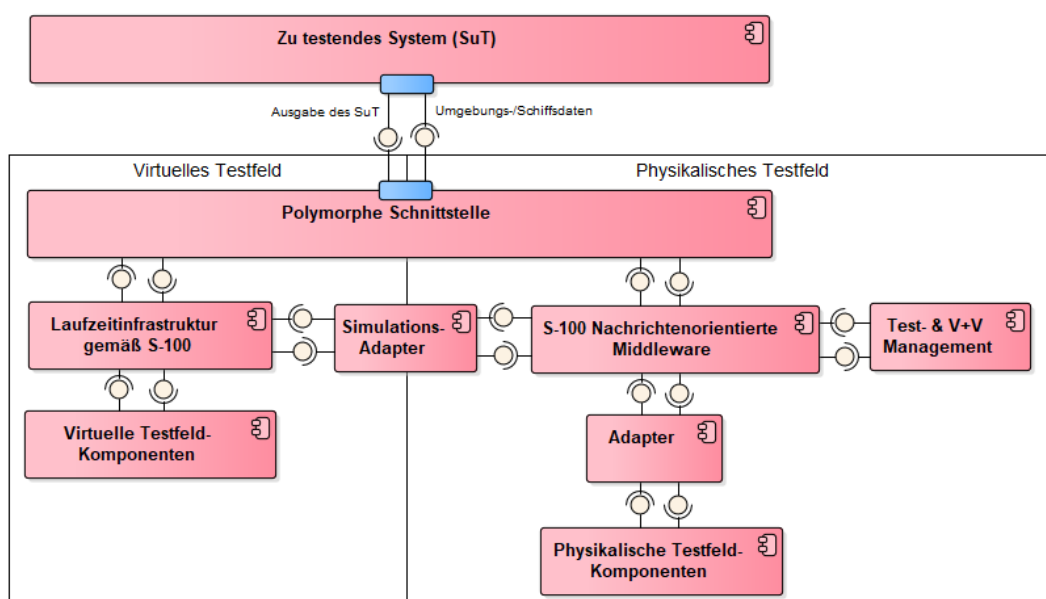 Zu testendes System (SuT)
Ausgabe des SuT
Umgebungs-/Schiffsdaten
Virtuelles Testfeld
Physikalisches Testfeld
Polymorphe Schnittstelle
Laufzeitinfrastruktur
gemäß S-100
Simulations-
Adapter
S-100 Nachrichtenorientierte
Middleware
Test- & V+V
Management
Virtuelle Testfeld-
Komponenten
Adapter
Physikalische Testfeld-
Komponenten